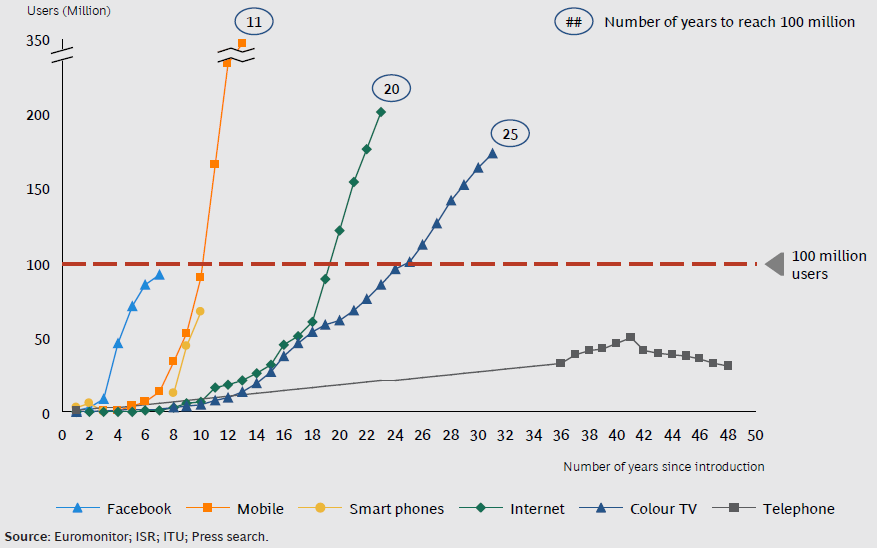 Users (Million)
11
## Number of years to reach 100 million
350
20
200
25
150
100
100 million
users
50
0
0 2 4 6 8 10 12 14 16 18 20 22 24 26 28 30 32 34 36 38 40 42 44 46 48 50
Number of years since introduction
Facebook Mobile Smart phones Internet Colour TV Telephone
Source: Euromonitor; ISR; ITU; Press search.